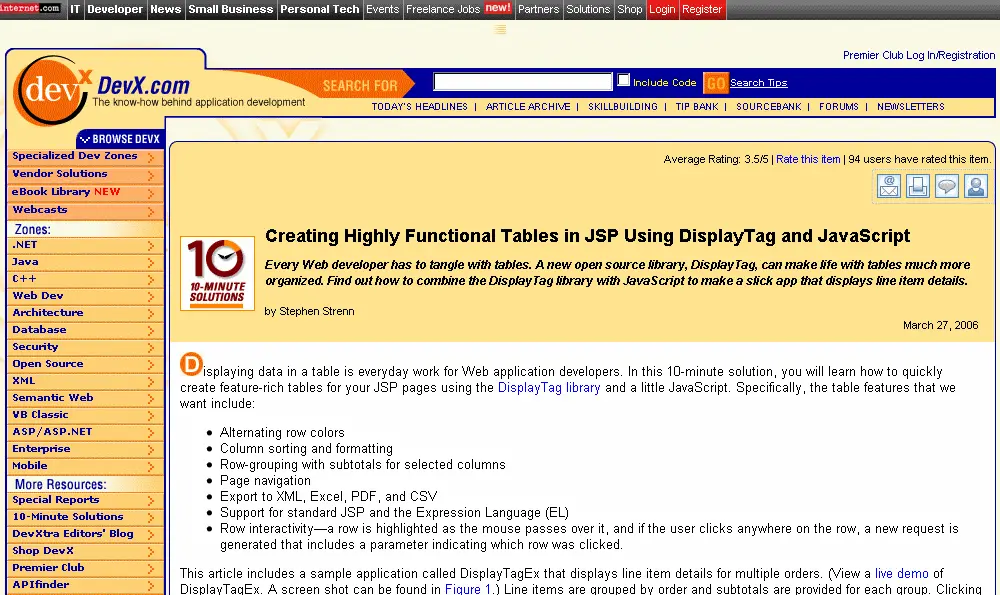 internet.com IT Developer News Small Business Personal Tech Events Freelance Jobs new! Partners Solutions Shop Login Register
Premier Club Log In/Registration
devx DevX.com
The know-how behind application development
SEARCH FOR Include Code GO Search Tips
TODAY'S HEADLINES | ARTICLE ARCHIVE | SKILLBUILDING | TIP BANK | SOURCEBANK | FORUMS | NEWSLETTERS
BROWSE DEVX
Specialized Dev Zones
Vendor Solutions
eBook Library NEW
Webcasts
Zones:
.NET
Java
C++
Web Dev
Architecture
Database
Security
Open Source
XML
Semantic Web
VB Classic
ASP/ASP.NET
Enterprise
Mobile
More Resources:
Special Reports
10-Minute Solutions
DevXtra Editors' Blog
Shop DevX
Premier Club
APIfinder
Average Rating: 3.5/5 | Rate this item | 94 users have rated this item.
10
10-MINUTE
SOLUTIONS
Creating Highly Functional Tables in JSP Using DisplayTag and JavaScript
Every Web developer has to tangle with tables. A new open source library, DisplayTag, can make life with tables much more
organized. Find out how to combine the DisplayTag library with JavaScript to make a slick app that displays line item details.
by Stephen Strenn
March 27, 2006
Displaying data in a table is everyday work for Web application developers. In this 10-minute solution, you will learn how to quickly
create feature-rich tables for your JSP pages using the DisplayTag library and a little JavaScript. Specifically, the table features that we
want include:
• Alternating row colors
• Column sorting and formatting
• Row-grouping with subtotals for selected columns
• Page navigation
• Export to XML, Excel, PDF, and CSV
• Support for standard JSP and the Expression Language (EL)
• Row interactivity—a row is highlighted as the mouse passes over it, and if the user clicks anywhere on the row, a new request is
generated that includes a parameter indicating which row was clicked.
This article includes a sample application called DisplayTagEx that displays line item details for multiple orders. (View a live demo of
DisplayTagEx. A screen shot can be found in Figure 1.) Line items are grouped by order and subtotals are provided for each group. Clicking